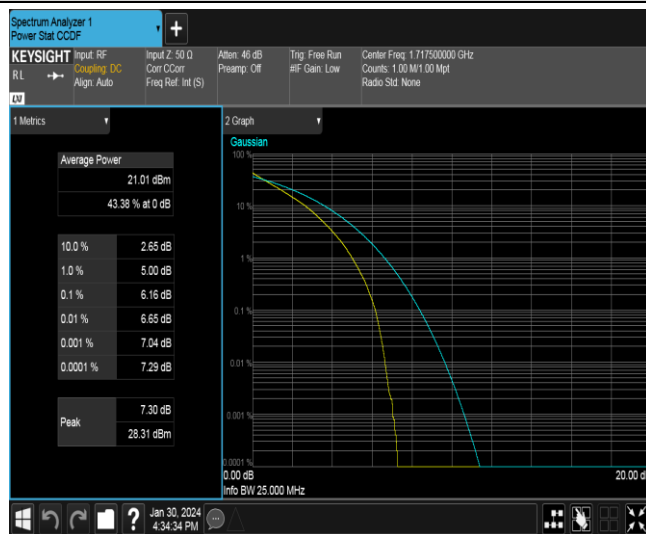 Spectrum Analyzer 1
Power Stat CCDF
+
KEYSIGHT
RL
LXI
Input: RF
Coupling: DC
Align: Auto
Input Z: 50 Ω
Corr CCorr
Freq Ref: Int (S)
Atten: 46 dB
Preamp: Off
Trig: Free Run
#IF Gain: Low
Center Freq: 1.717500000 GHz
Counts: 1.00 M/1.00 Mpt
Radio Std: None
1 Metrics
Average Power
21.01 dBm
43.38 % at 0 dB
10.0 % 2.65 dB
1.0 % 5.00 dB
0.1 % 6.16 dB
0.01 % 6.65 dB
0.001 % 7.04 dB
0.0001 % 7.29 dB
Peak
7.30 dB
28.31 dBm
2 Graph
Gaussian
100 %
10 %
1 %
0.1 %
0.01 %
0.001 %
0.0001 %
0.00 dB
20.00 d
Info BW 25.000 MHz
?
Jan 30, 2024
4:34:34 PM